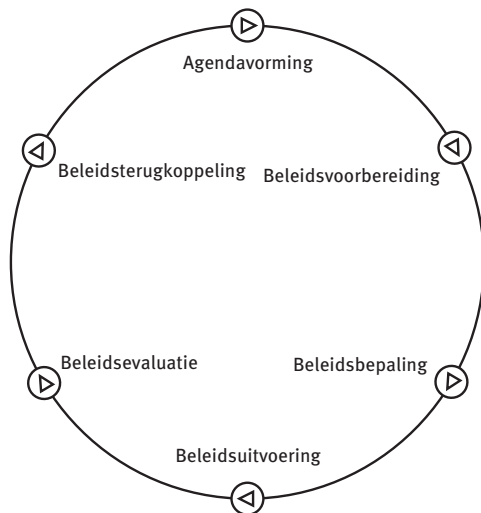 Agendavorming
Beleidsterugkoppeling
Beleidsvoorbereiding
Beleidsevaluatie
Beleidsbepaling
Beleidsuitvoering